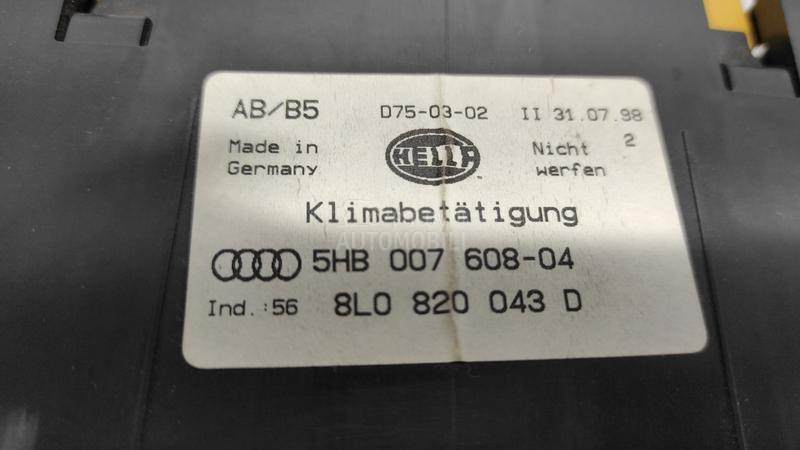 AB/B5 D75-03-02 II 31.07.98
Made in HELLA Nicht 2
Germany werfen
Klimabetätigung
AUTOMOBILI
5HB 007 608-04
Ind.:56 8L0 820 043 D